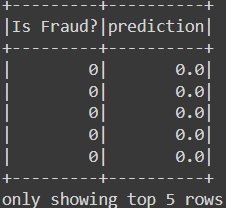 +---------+----------+
|Is Fraud?|prediction|
+---------+----------+
|        0|       0.0|
|        0|       0.0|
|        0|       0.0|
|        0|       0.0|
|        0|       0.0|
+---------+----------+
only showing top 5 rows